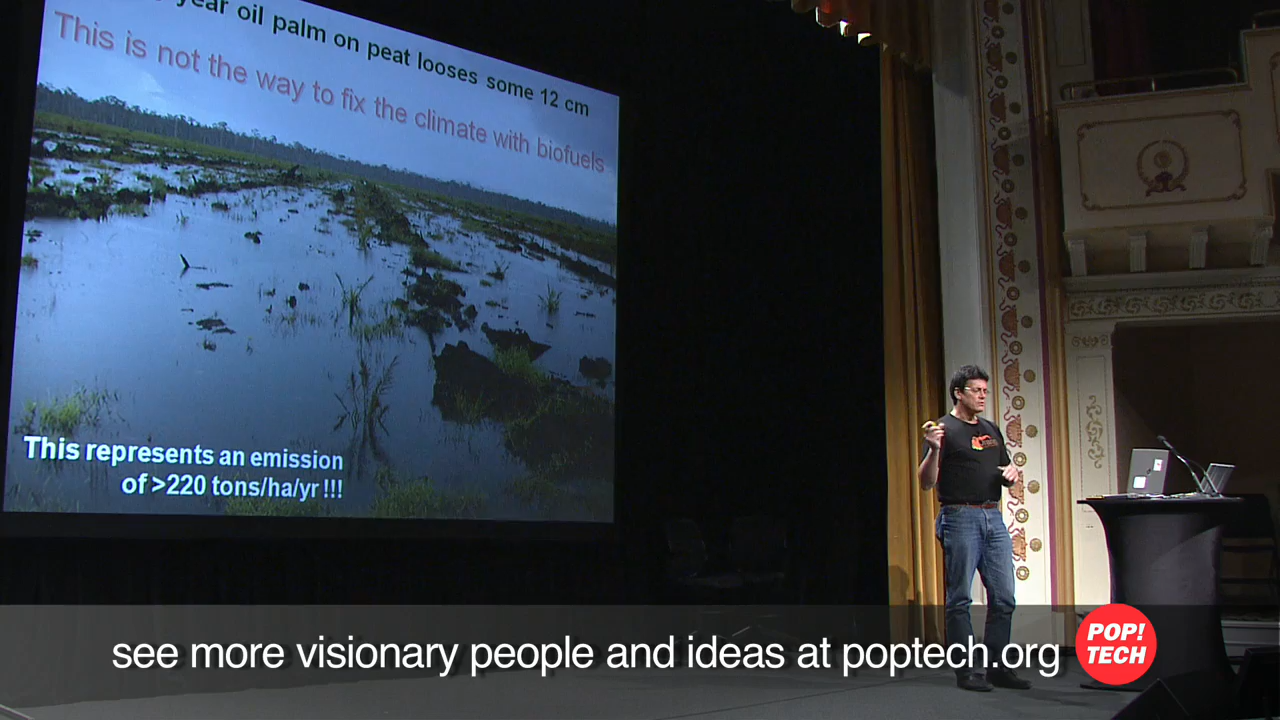 year oil palm on peat looses some 12 cm
This is not the way to fix the climate with biofuels
This represents an emission
of >220 tons/ha/yr !!!
see more visionary people and ideas at poptech.org
POP!
TECH